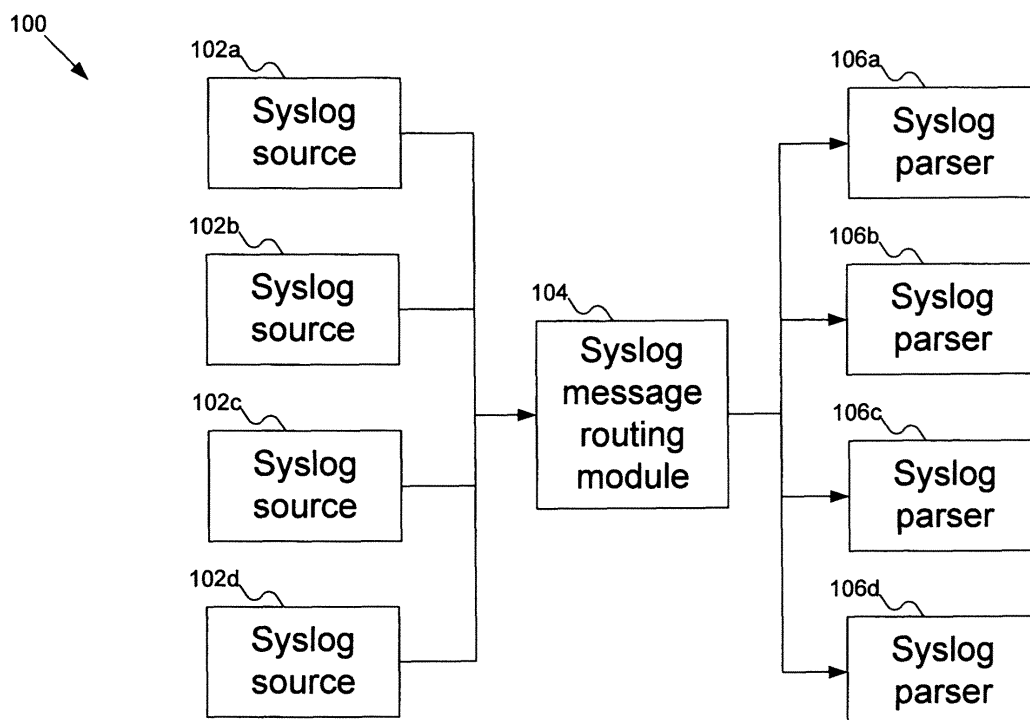 100
102a
Syslog
source
102b
Syslog
source
102c
Syslog
source
102d
Syslog
source
104
Syslog
message
routing
module
106a
Syslog
parser
106b
Syslog
parser
106c
Syslog
parser
106d
Syslog
parser